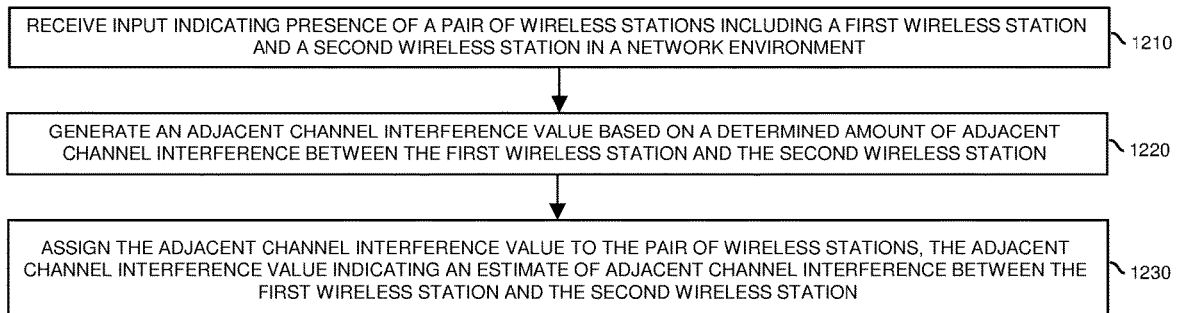 RECEIVE INPUT INDICATING PRESENCE OF A PAIR OF WIRELESS STATIONS INCLUDING A FIRST WIRELESS STATION
AND A SECOND WIRELESS STATION IN A NETWORK ENVIRONMENT
1210
GENERATE AN ADJACENT CHANNEL INTERFERENCE VALUE BASED ON A DETERMINED AMOUNT OF ADJACENT
CHANNEL INTERFERENCE BETWEEN THE FIRST WIRELESS STATION AND THE SECOND WIRELESS STATION
1220
ASSIGN THE ADJACENT CHANNEL INTERFERENCE VALUE TO THE PAIR OF WIRELESS STATIONS, THE ADJACENT
CHANNEL INTERFERENCE VALUE INDICATING AN ESTIMATE OF ADJACENT CHANNEL INTERFERENCE BETWEEN THE
FIRST WIRELESS STATION AND THE SECOND WIRELESS STATION
1230